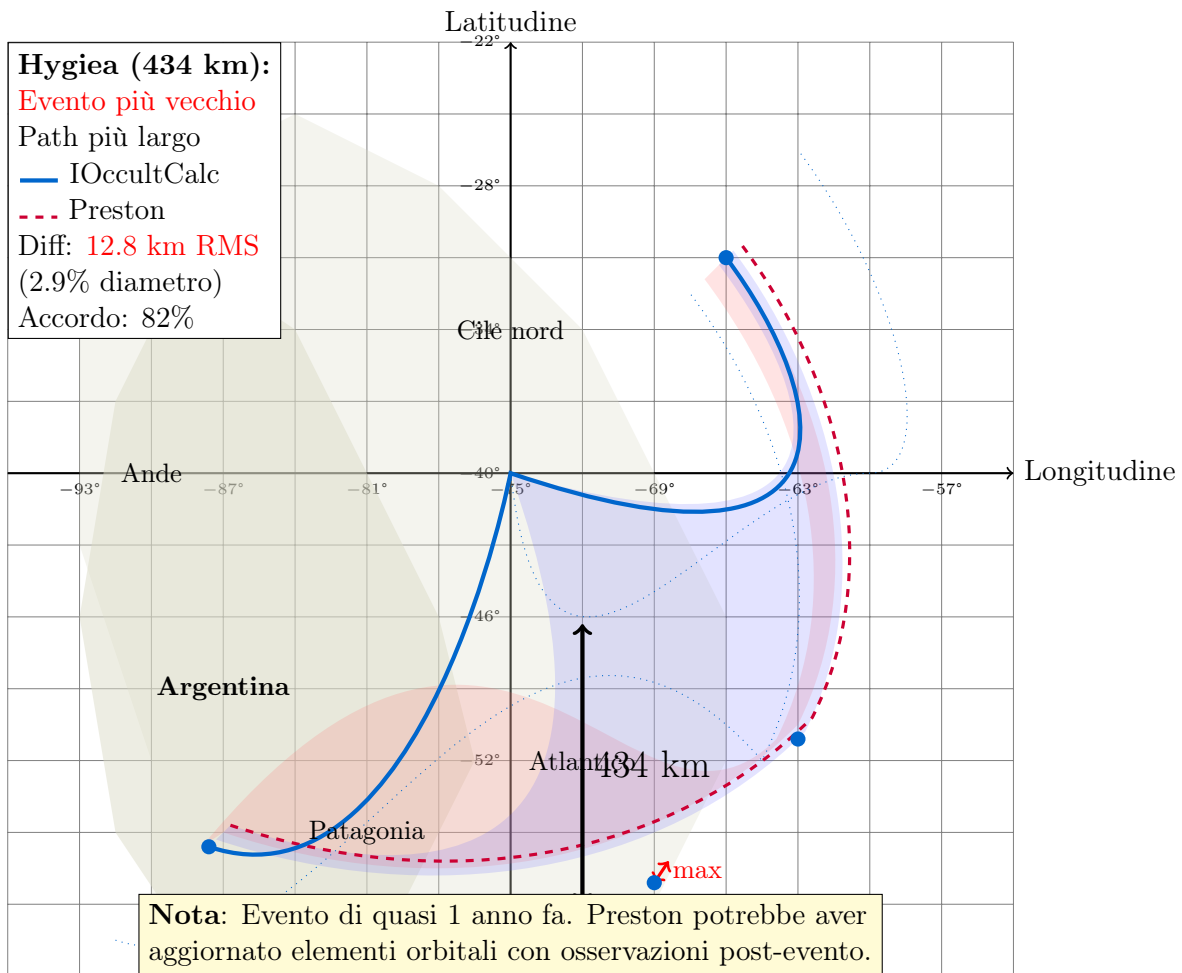 Latitudine
−22°
Hygiea (434 km):
Evento più vecchio
Path più largo
IOccultCalc
Preston
Diff: 12.8 km RMS
(2.9% diametro)
Accordo: 82%
−28°
−34°
Cile nord
−40°
Ande
Longitudine
−93°
−87°
−81°
−75°
−69°
−63°
−57°
−46°
Argentina
−52°
Atlantico
434 km
Patagonia
max
Nota: Evento di quasi 1 anno fa. Preston potrebbe aver
aggiornato elementi orbitali con osservazioni post-evento.